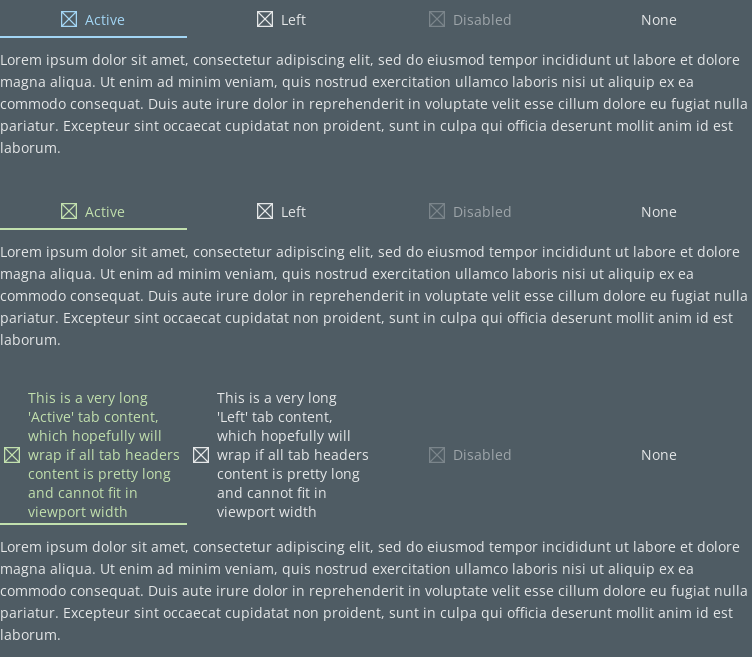 Active Left Disabled None
Lorem ipsum dolor sit amet, consectetur adipiscing elit, sed do eiusmod tempor incididunt ut labore et dolore
magna aliqua. Ut enim ad minim veniam, quis nostrud exercitation ullamco laboris nisi ut aliquip ex ea
commodo consequat. Duis aute irure dolor in reprehenderit in voluptate velit esse cillum dolore eu fugiat nulla
pariatur. Excepteur sint occaecat cupidatat non proident, sunt in culpa qui officia deserunt mollit anim id est
laborum.
Active Left Disabled None
Lorem ipsum dolor sit amet, consectetur adipiscing elit, sed do eiusmod tempor incididunt ut labore et dolore
magna aliqua. Ut enim ad minim veniam, quis nostrud exercitation ullamco laboris nisi ut aliquip ex ea
commodo consequat. Duis aute irure dolor in reprehenderit in voluptate velit esse cillum dolore eu fugiat nulla
pariatur. Excepteur sint occaecat cupidatat non proident, sunt in culpa qui officia deserunt mollit anim id est
laborum.
This is a very long
'Active' tab content,
which hopefully will
wrap if all tab headers
content is pretty long
and cannot fit in
viewport width
This is a very long
'Left' tab content,
which hopefully will
wrap if all tab headers
content is pretty long
and cannot fit in
viewport width
Disabled
None
Lorem ipsum dolor sit amet, consectetur adipiscing elit, sed do eiusmod tempor incididunt ut labore et dolore
magna aliqua. Ut enim ad minim veniam, quis nostrud exercitation ullamco laboris nisi ut aliquip ex ea
commodo consequat. Duis aute irure dolor in reprehenderit in voluptate velit esse cillum dolore eu fugiat nulla
pariatur. Excepteur sint occaecat cupidatat non proident, sunt in culpa qui officia deserunt mollit anim id est
laborum.